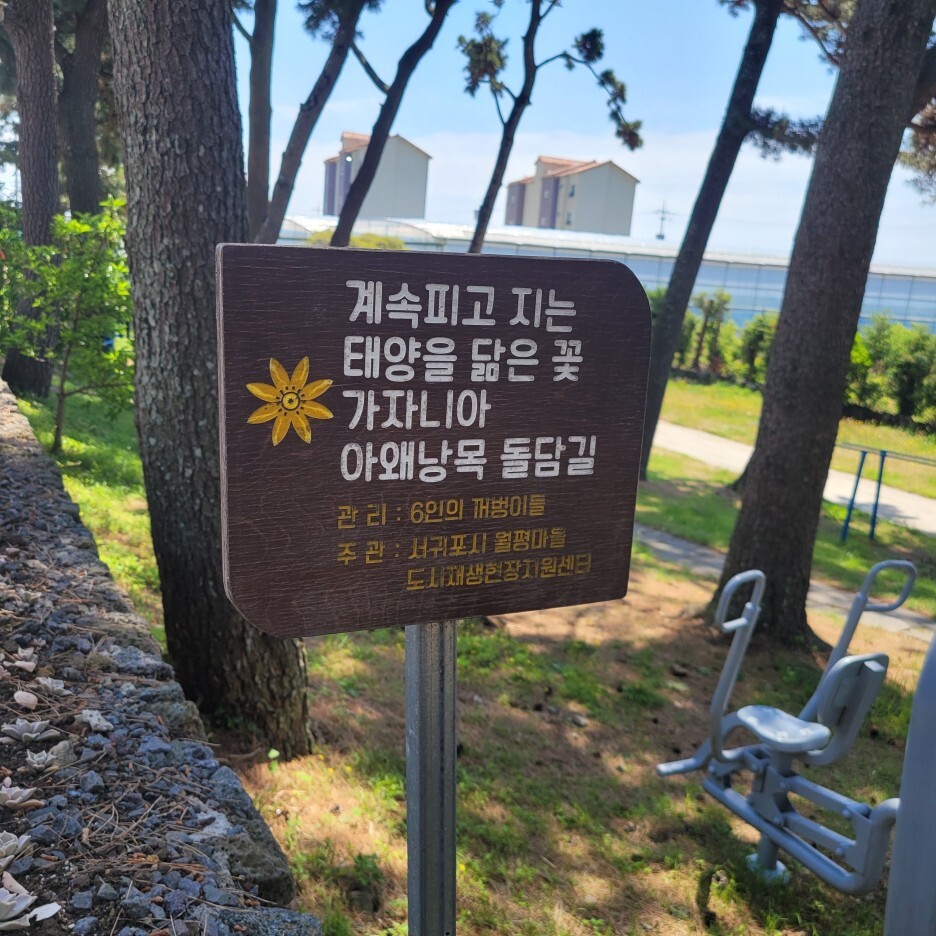 계속피고 지는
태양을 닮은 꽃
가자니아
아왜낭목 돌담길
관 리 : 6인의 꺼벙이들
주 관 : 서귀포시 월평마을
도시재생현장지원센터